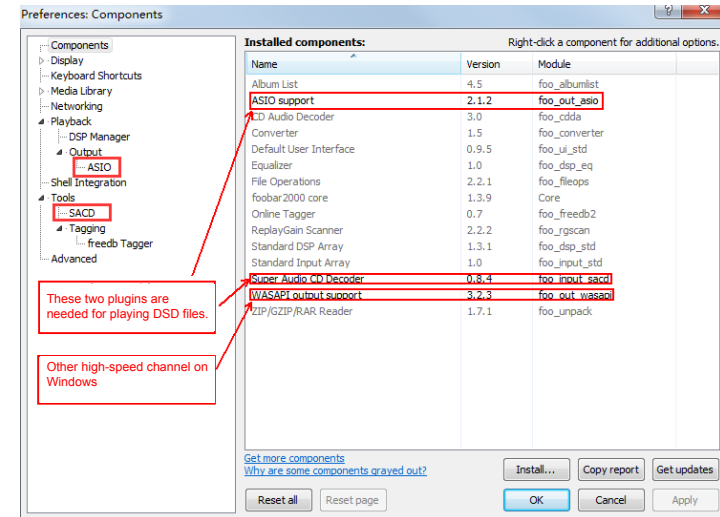 Preferences: Components
Components
Display
Keyboard Shortcuts
Media Library
Networking
Playback
DSP Manager
Output
ASIO
Shell Integration
Tools
SACD
Tagging
freedb Tagger
Advanced
These two plugins are
needed for playing DSD files.
Other high-speed channel on
Windows
Installed components: Right-click a component for additional options.
Name Version Module
Album List 4.5 foo_albumlist
ASIO support 2.1.2 foo_out_asio
CD Audio Decoder 3.0 foo_cdda
Converter 1.5 foo_converter
Default User Interface 0.9.5 foo_ui_std
Equalizer 1.0 foo_dsp_eq
File Operations 2.2.1 foo_fileops
foobar2000 core 1.3.9 Core
Online Tagger 0.7 foo_freedb2
ReplayGain Scanner 2.2.2 foo_rgscan
Standard DSP Array 1.3.1 foo_dsp_std
Standard Input Array 1.0 foo_input_std
Super Audio CD Decoder 0.8.4 foo_input_sacd
WASAPI output support 3.2.3 foo_out_wasapi
ZIP/GZIP/RAR Reader 1.7.1 foo_unpack
Get more components
Why are some components grayed out?
Install... Copy report Get updates
Reset all Reset page OK Cancel Apply